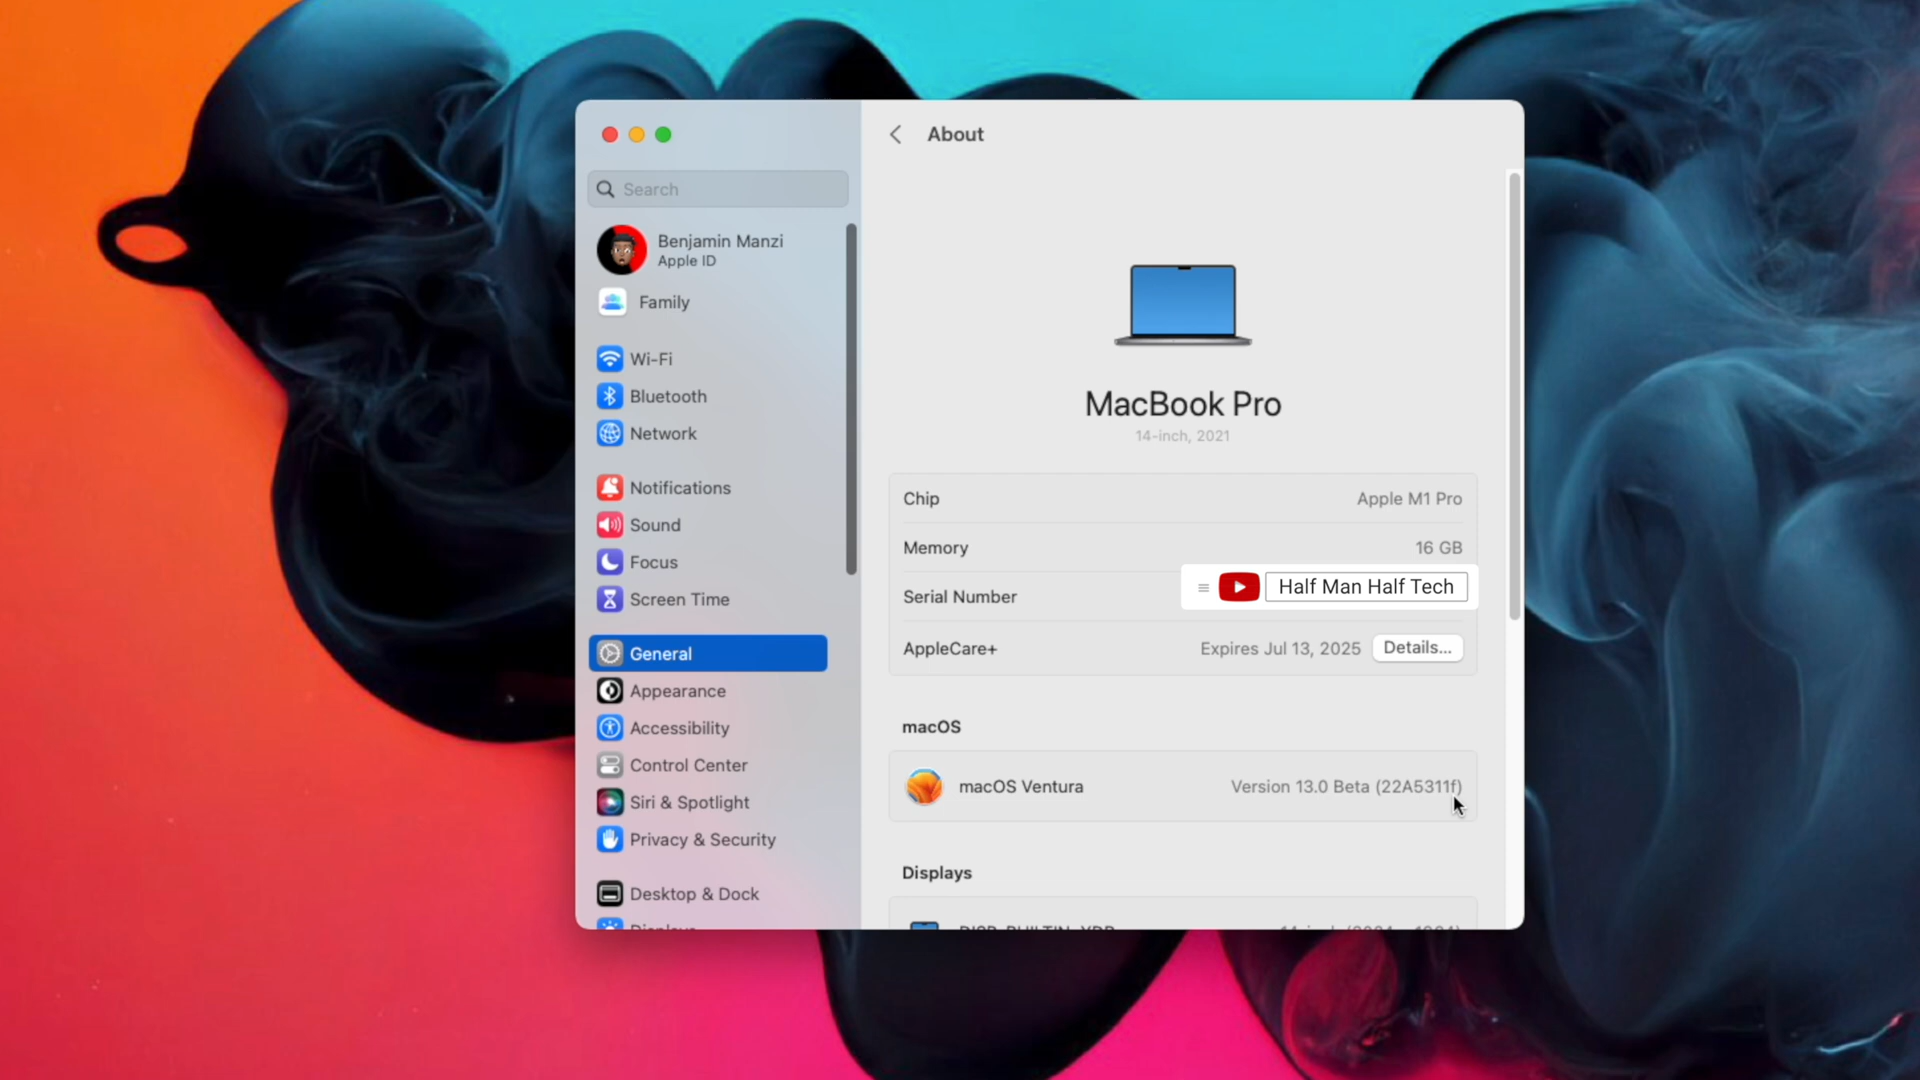 Search
Benjamin Manzi
Apple ID
Family
Wi-Fi
Bluetooth
Network
Notifications
Sound
Focus
Screen Time
General
Appearance
Accessibility
Control Center
Siri & Spotlight
Privacy & Security
Desktop & Dock
Displays
About
MacBook Pro
14-inch, 2021
Chip Apple M1 Pro
Memory 16 GB
Serial Number Half Man Half Tech
AppleCare+ Expires Jul 13, 2025 Details...
macOS
macOS Ventura Version 13.0 Beta (22A5311f)
Displays